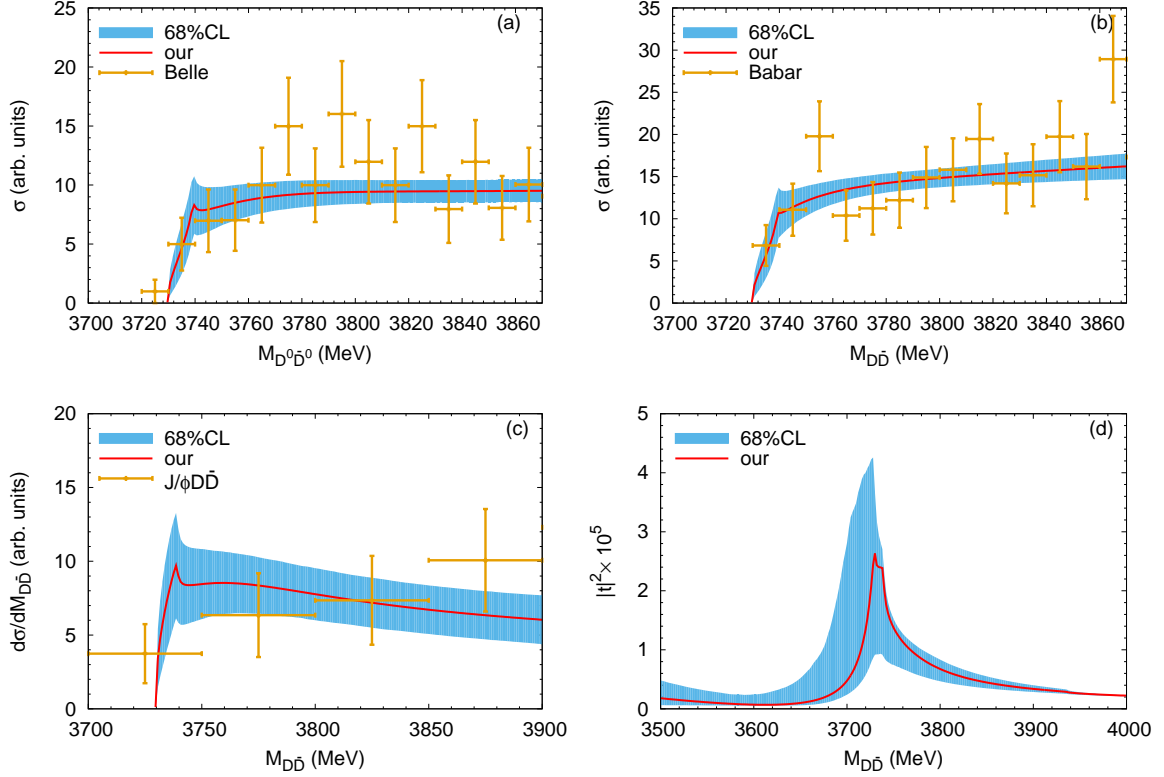 (a)
68%CL
our
Belle
σ (arb. units)
25
20
15
10
5
0
3700 3720 3740 3760 3780 3800 3820 3840 3860
M_{D⁰D̄⁰} (MeV)
(b)
68%CL
our
Babar
σ (arb. units)
35
30
25
20
15
10
5
0
3700 3720 3740 3760 3780 3800 3820 3840 3860
M_{DD̄} (MeV)
(c)
68%CL
our
J/ϕDD̄
dσ/dM_{DD̄} (arb. units)
20
15
10
5
0
3700 3750 3800 3850 3900
M_{DD̄} (MeV)
(d)
68%CL
our
|t|²× 10⁵
5
4
3
2
1
0
3500 3600 3700 3800 3900 4000
M_{DD̄} (MeV)